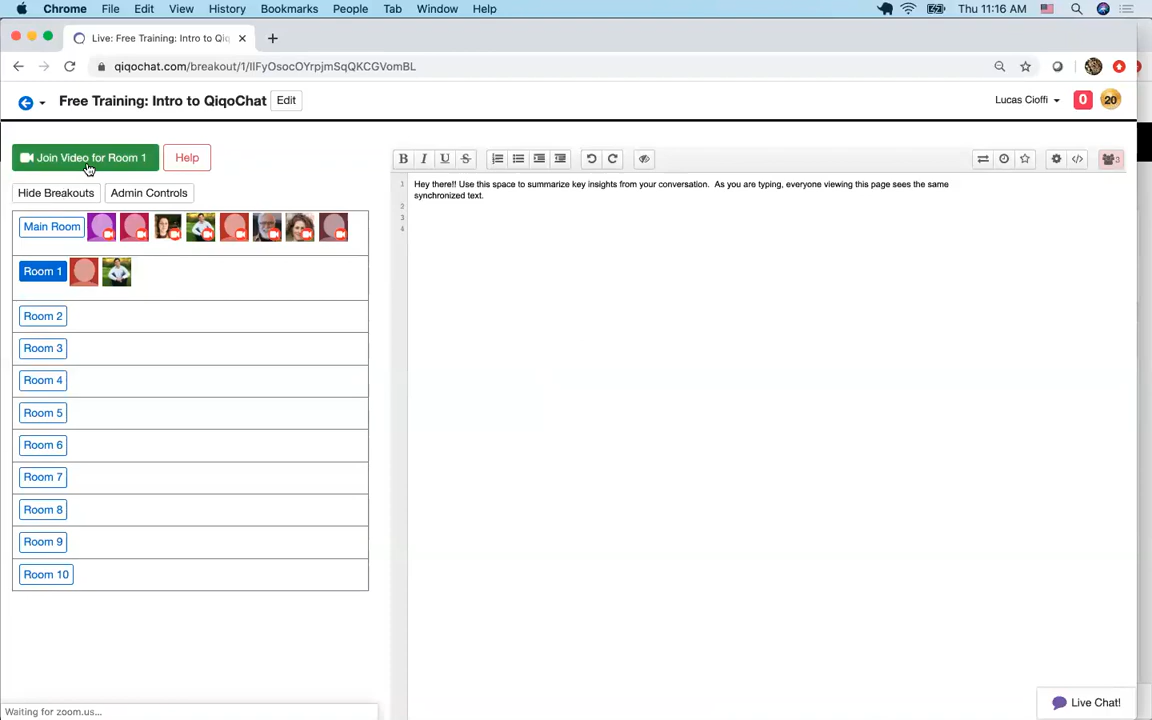 Chrome File Edit View History Bookmarks People Tab Window Help Thu 11:16 AM
Live: Free Training: Intro to Qiq
qiqochat.com/breakout/1/IIFyOsocOYrpjmSqQKCGVomBL
Free Training: Intro to QiqoChat Edit Lucas Cioffi 0 20
Join Video for Room 1 Help
B I U S 3
Hide Breakouts Admin Controls
1 Hey there!! Use this space to summarize key insights from your conversation. As you are typing, everyone viewing this page sees the same
synchronized text.
2
3
4
Main Room
Room 1
Room 2
Room 3
Room 4
Room 5
Room 6
Room 7
Room 8
Room 9
Room 10
Live Chat!
Waiting for zoom.us...